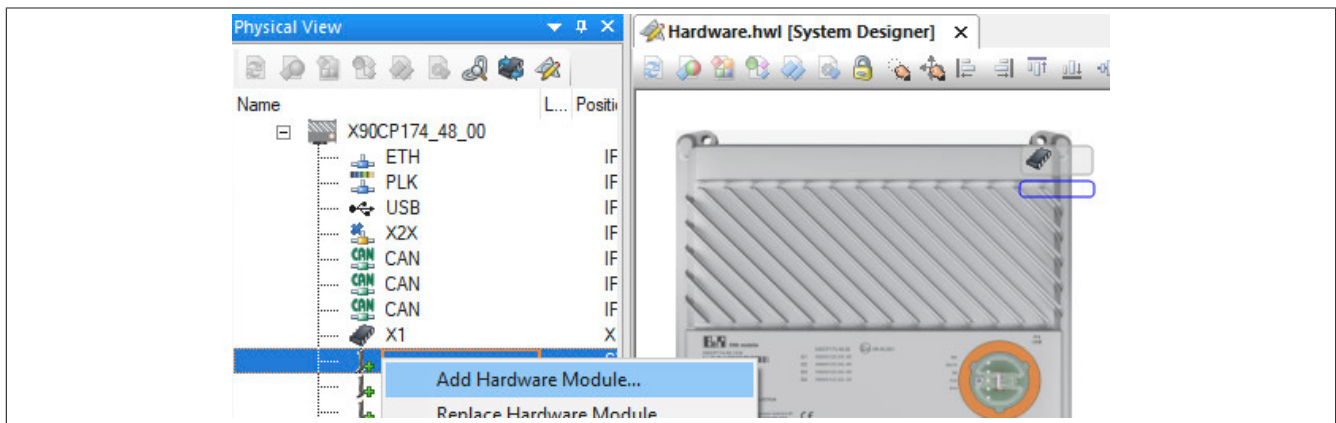 Physical View
Hardware.hwl [System Designer]
Name L... Positi
X90CP174_48_00
ETH IF
PLK IF
USB IF
X2X IF
CAN IF
CAN IF
CAN IF
X1 X
Add Hardware Module...
Replace Hardware Module